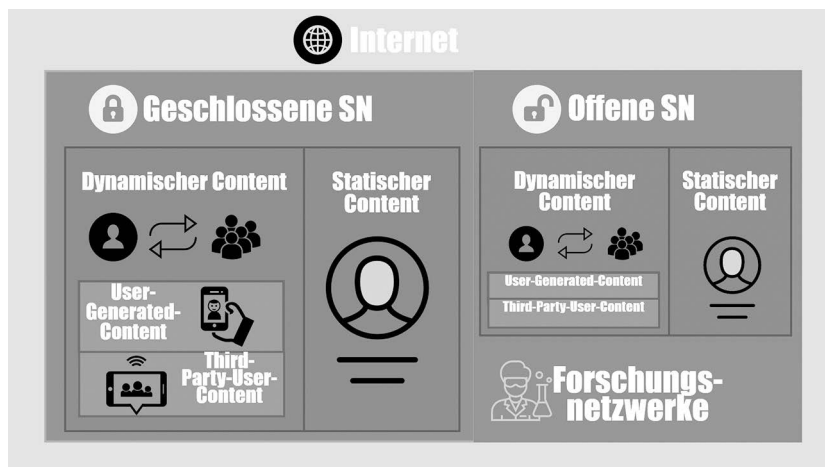 Internet
Geschlossene SN
Dynamischer Content
User-
Generated-
Content
Third-
Party-User-
Content
Statischer
Content
Offene SN
Dynamischer
Content
User-Generated-Content
Third-Party-User-Content
Statischer
Content
Forschungs-
netzwerke